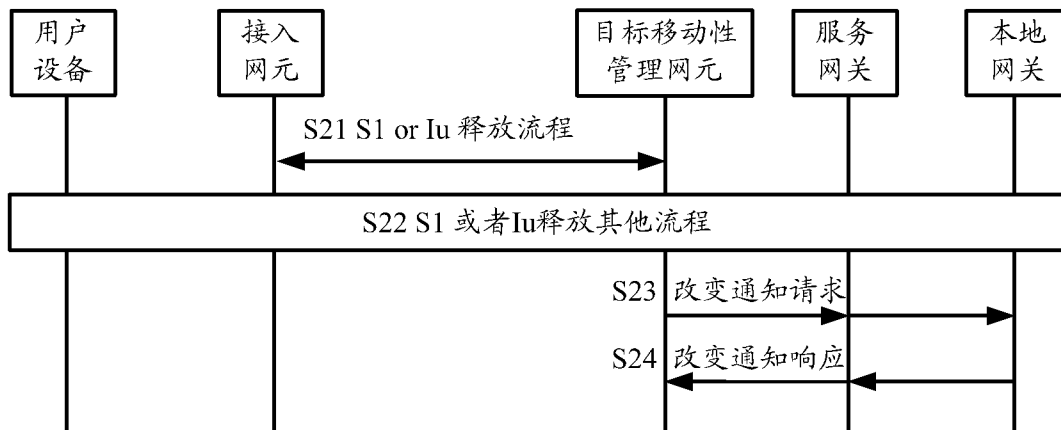 用户
设备
接入
网元
目标移动性
管理网元
服务
网关
本地
网关
S21 S1 or Iu 释放流程
S22 S1 或者Iu释放其他流程
S23 改变通知请求
S24 改变通知响应